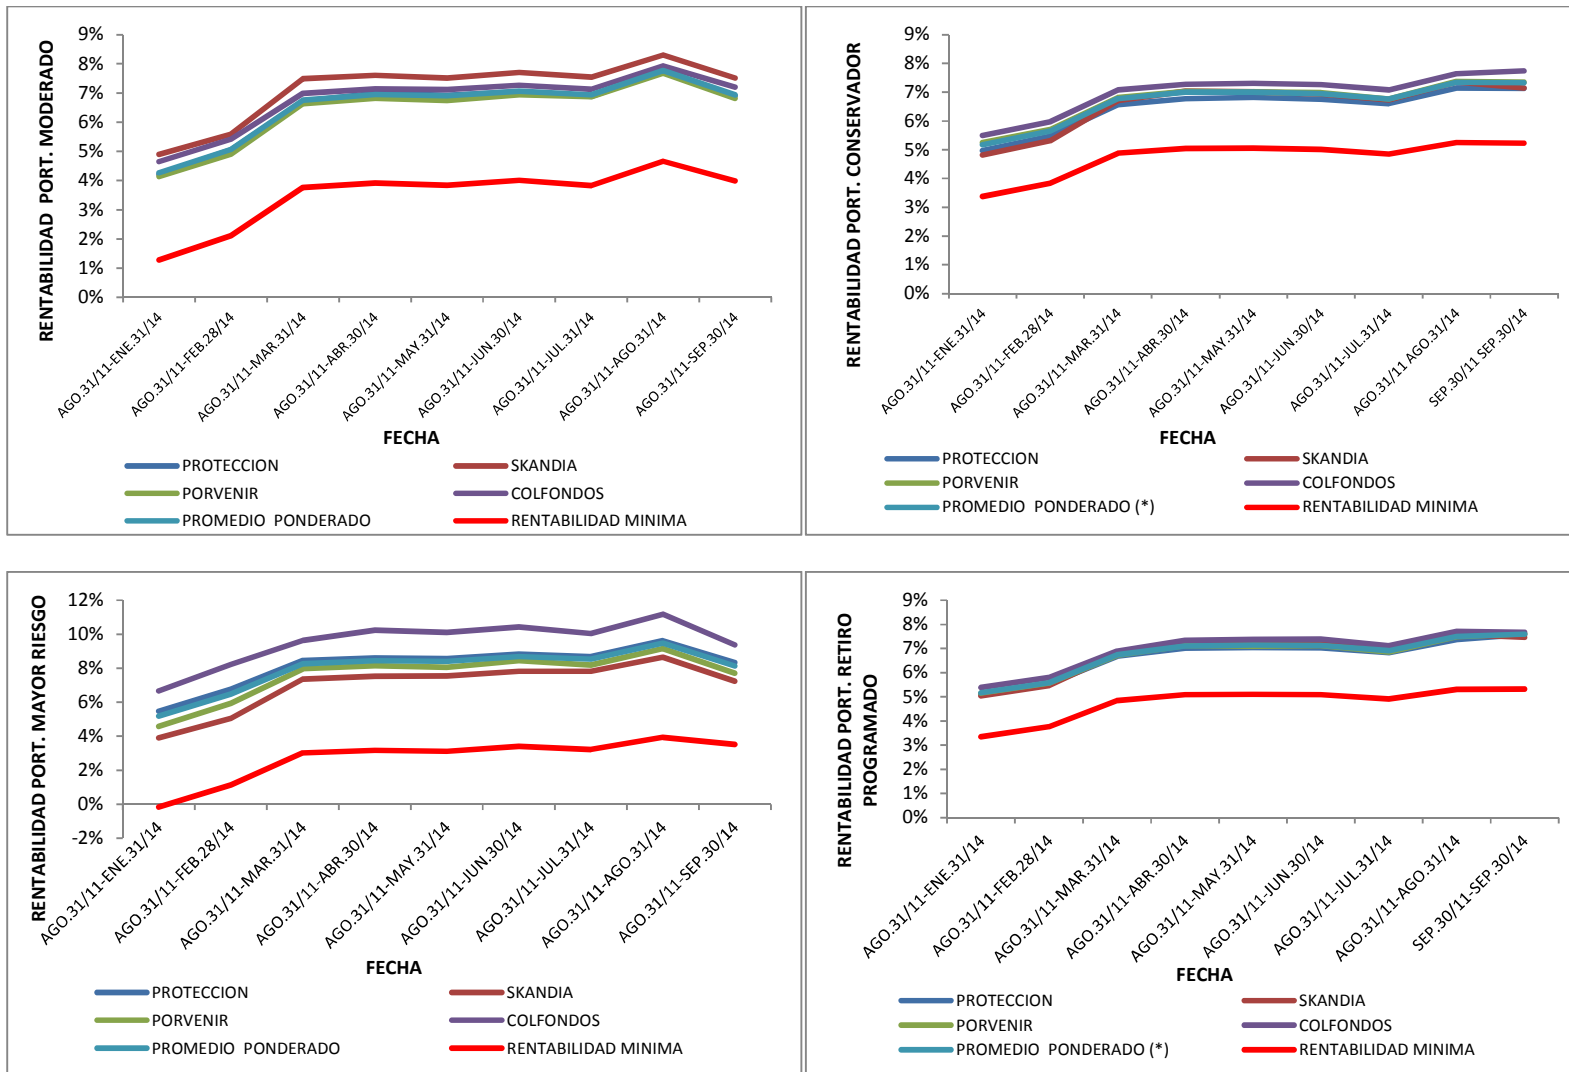 RENTABILIDAD PORT. MODERADO
9%
8%
7%
6%
5%
4%
3%
2%
1%
0%
AGO.31/11-ENE.31/14
AGO.31/11-FEB.28/14
AGO.31/11-MAR.31/14
AGO.31/11-ABR.30/14
AGO.31/11-MAY.31/14
AGO.31/11-JUN.30/14
AGO.31/11-JUL.31/14
AGO.31/11-AGO.31/14
AGO.31/11-SEP.30/14
FECHA
PROTECCION
SKANDIA
PORVENIR
COLFONDOS
PROMEDIO PONDERADO
RENTABILIDAD MINIMA
RENTABILIDAD PORT. CONSERVADOR
9%
8%
7%
6%
5%
4%
3%
2%
1%
0%
AGO.31/11-ENE.31/14
AGO.31/11-FEB.28/14
AGO.31/11-MAR.31/14
AGO.31/11-ABR.30/14
AGO.31/11-MAY.31/14
AGO.31/11-JUN.30/14
AGO.31/11-JUL.31/14
AGO.31/11 AGO.31/14
SEP.30/11 SEP.30/14
FECHA
PROTECCION
SKANDIA
PORVENIR
COLFONDOS
PROMEDIO PONDERADO (*)
RENTABILIDAD MINIMA
RENTABILIDAD PORT. MAYOR RIESGO
12%
10%
8%
6%
4%
2%
0%
-2%
AGO.31/11-ENE.31/14
AGO.31/11-FEB.28/14
AGO.31/11-MAR.31/14
AGO.31/11-ABR.30/14
AGO.31/11-MAY.31/14
AGO.31/11-JUN.30/14
AGO.31/11-JUL.31/14
AGO.31/11-AGO.31/14
AGO.31/11-SEP.30/14
FECHA
PROTECCION
SKANDIA
PORVENIR
COLFONDOS
PROMEDIO PONDERADO
RENTABILIDAD MINIMA
RENTABILIDAD PORT. RETIRO
PROGRAMADO
9%
8%
7%
6%
5%
4%
3%
2%
1%
0%
AGO.31/11-ENE.31/14
AGO.31/11-FEB.28/14
AGO.31/11-MAR.31/14
AGO.31/11-ABR.30/14
AGO.31/11-MAY.31/14
AGO.31/11-JUN.30/14
AGO.31/11-JUL.31/14
AGO.31/11-AGO.31/14
SEP.30/11-SEP.30/14
FECHA
PROTECCION
SKANDIA
PORVENIR
COLFONDOS
PROMEDIO PONDERADO (*)
RENTABILIDAD MINIMA